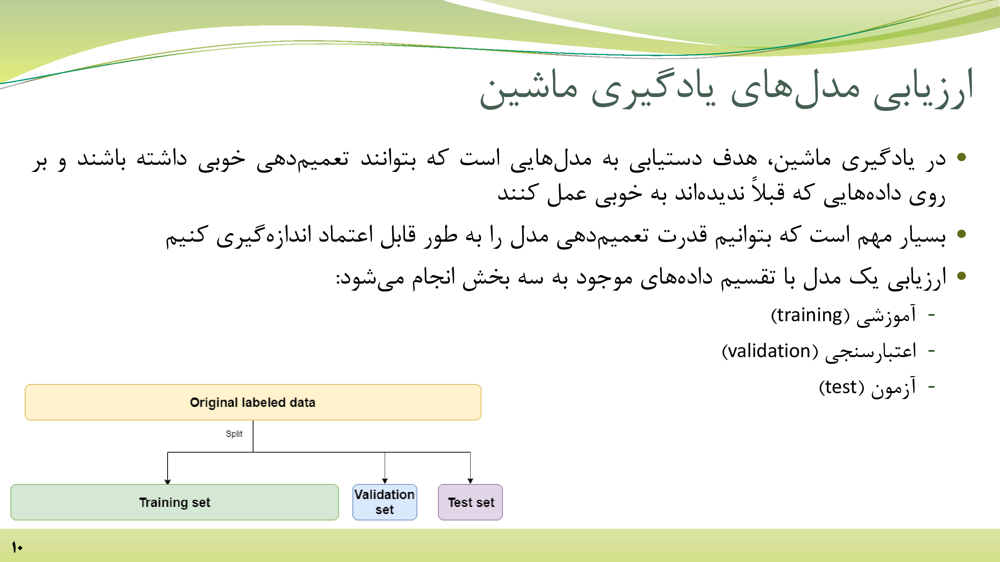 ارزیابی مدل‌های یادگیری ماشین
• در یادگیری ماشین، هدف دستیابی به مدل‌هایی است که بتوانند تعمیم‌دهی خوبی داشته باشند و بر
روی داده‌هایی که قبلاً ندیده‌اند به خوبی عمل کنند
• بسیار مهم است که بتوانیم قدرت تعمیم‌دهی مدل را به طور قابل اعتماد اندازه‌گیری کنیم
• ارزیابی یک مدل با تقسیم داده‌های موجود به سه بخش انجام می‌شود:
- آموزشی (training)
- اعتبارسنجی (validation)
- آزمون (test)
Original labeled data
Split
Training set
Validation
set
Test set
۱۰